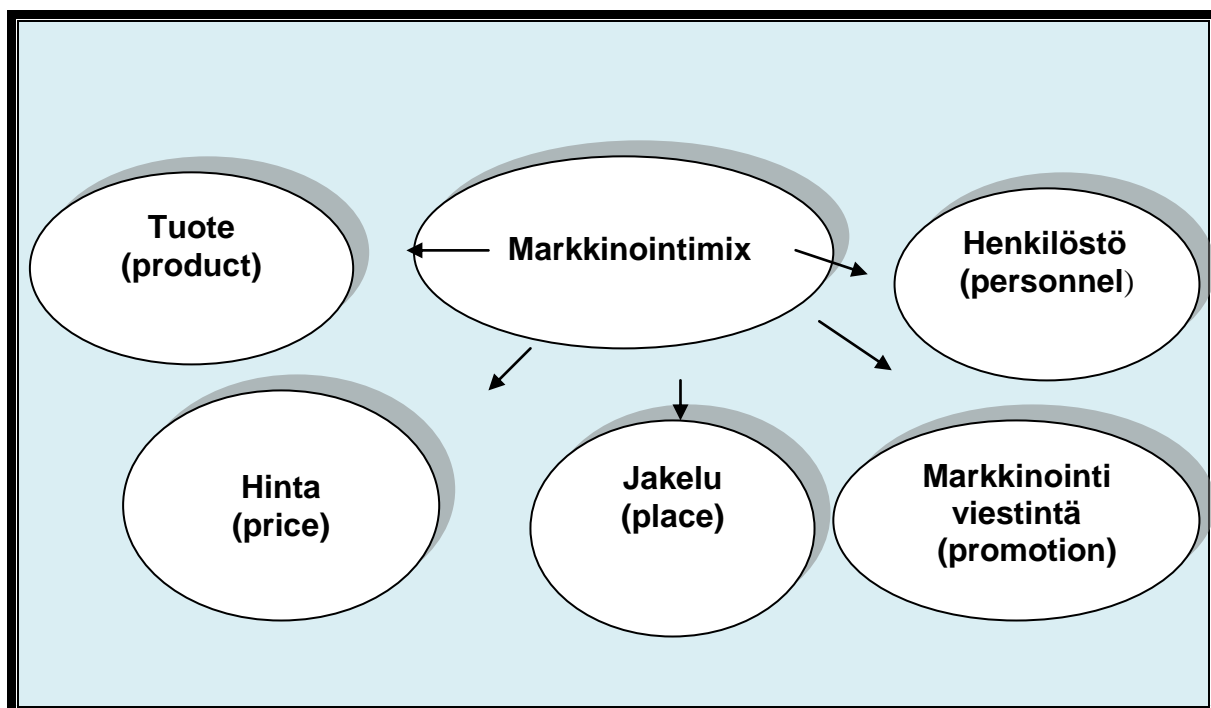 Tuote
(product)
Markkinointimix
Henkilöstö
(personnel)
Hinta
(price)
Jakelu
(place)
Markkinointi
viestintä
(promotion)